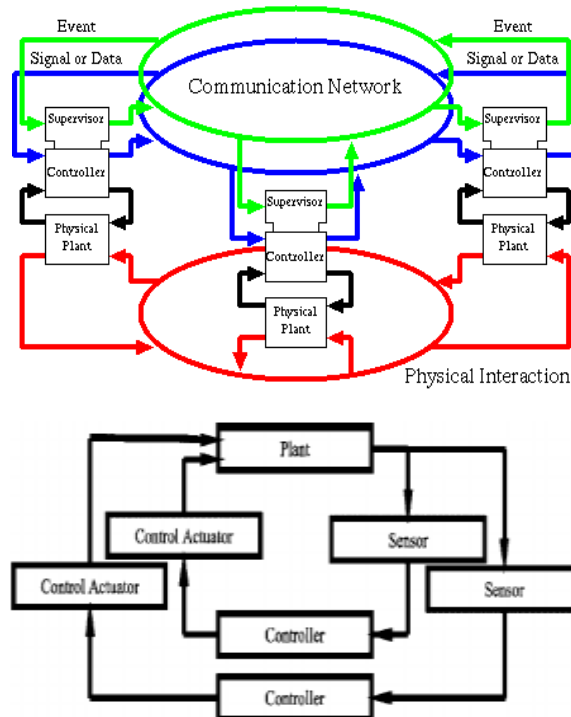 Event
Event
Signal or Data
Signal or Data
Communication Network
Supervisor
Supervisor
Controller
Controller
Supervisor
Physical
Plant
Physical
Plant
Controller
Physical
Plant
Physical Interaction
Plant
Control Actuator
Sensor
Control Actuator
Sensor
Controller
Controller